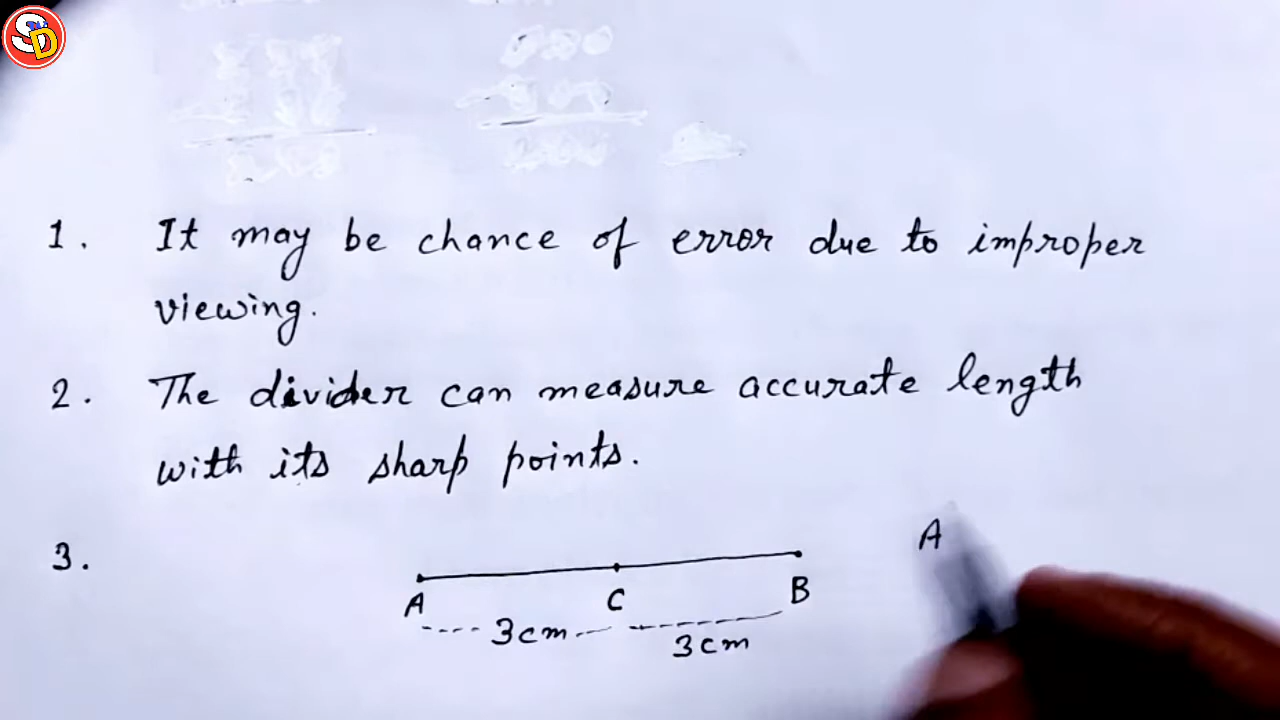 SD
1. It may be chance of error due to improper
viewing.
2. The divider can measure accurate length
with its sharp points.
3.
A C B
3cm 3cm
A